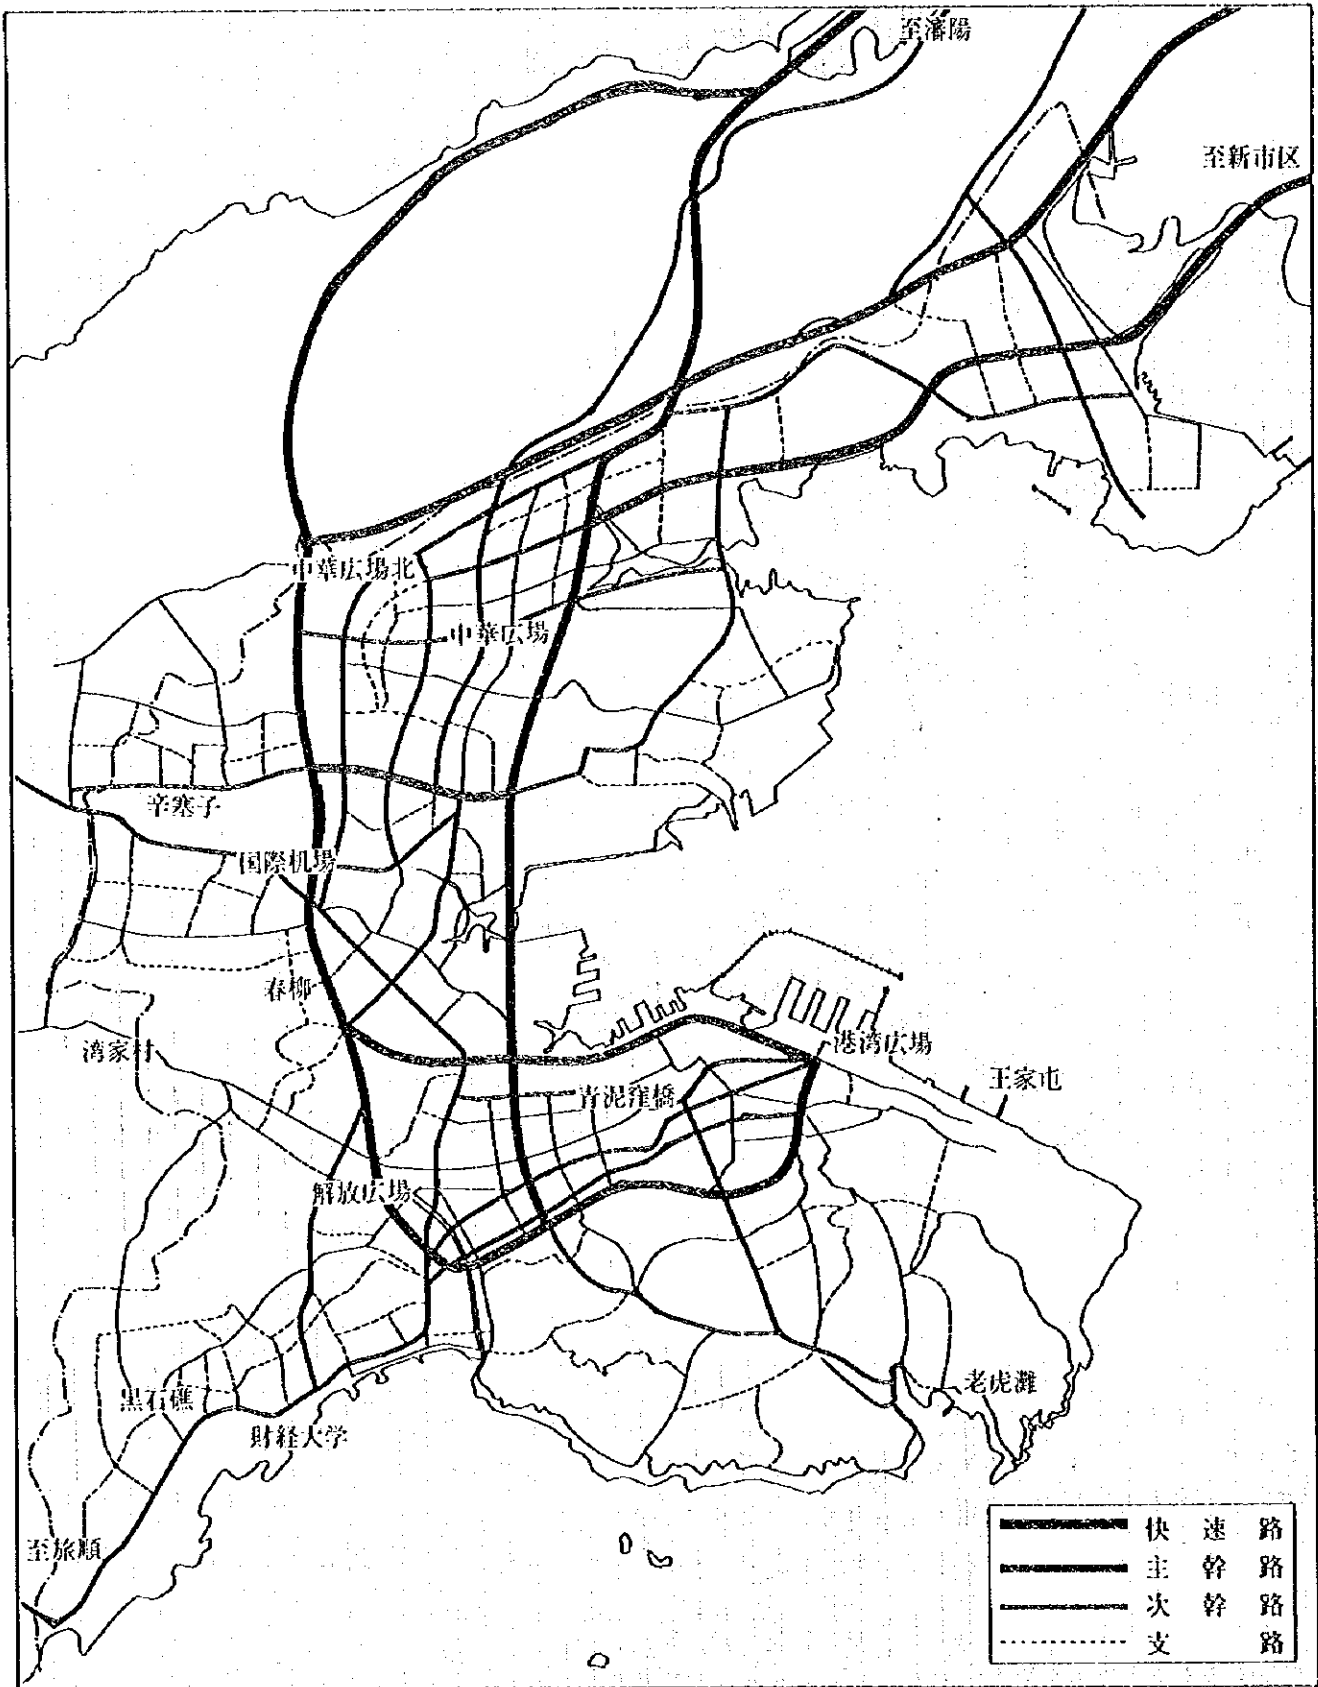 至瀋陽
至新市区
中華広場北
中華広場
辛塞子
国際机場
春柳
湾家村
港湾広場
王家屯
青泥窪橋
解放広場
老虎灘
黒石礁
財経大学
至旅順
快速路
主幹路
次幹路
支路